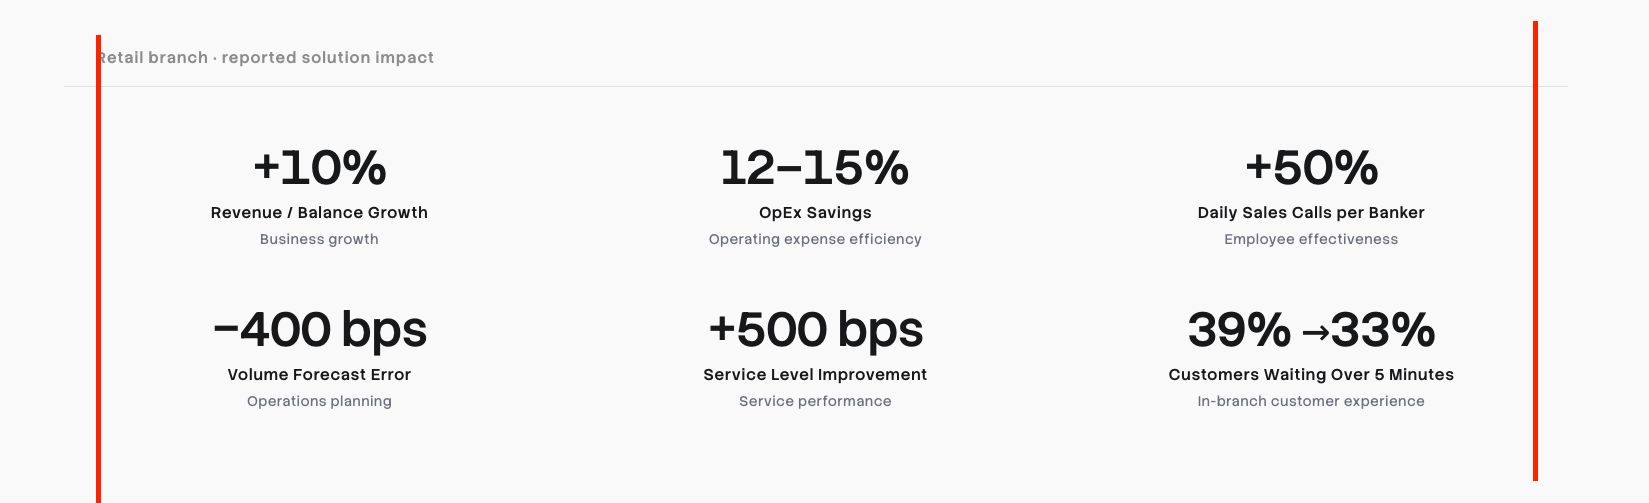 Retail branch · reported solution impact
+10%
Revenue / Balance Growth
Business growth
12–15%
OpEx Savings
Operating expense efficiency
+50%
Daily Sales Calls per Banker
Employee effectiveness
−400 bps
Volume Forecast Error
Operations planning
+500 bps
Service Level Improvement
Service performance
39% →33%
Customers Waiting Over 5 Minutes
In-branch customer experience